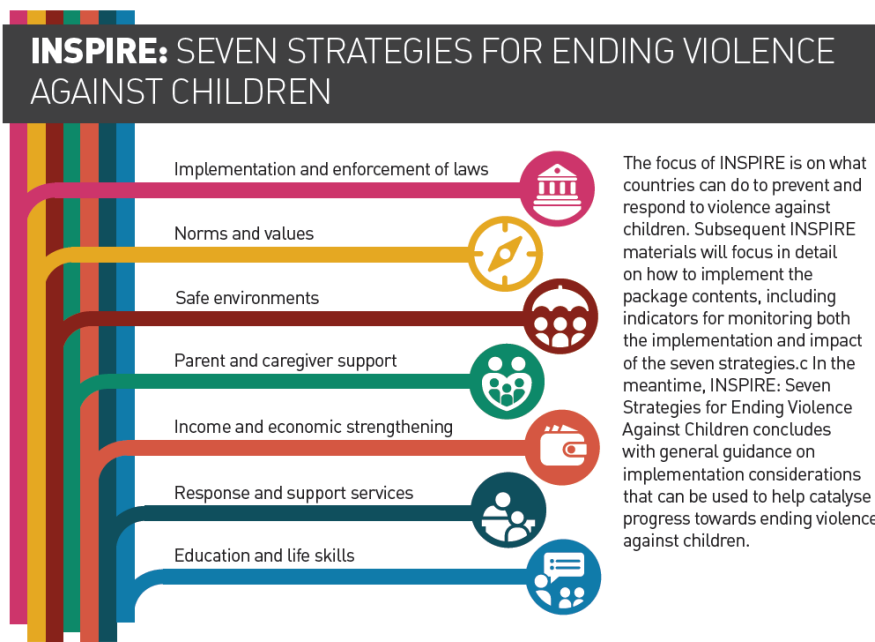 INSPIRE: SEVEN STRATEGIES FOR ENDING VIOLENCE
AGAINST CHILDREN
Implementation and enforcement of laws
Norms and values
Safe environments
Parent and caregiver support
Income and economic strengthening
Response and support services
Education and life skills
The focus of INSPIRE is on what
countries can do to prevent and
respond to violence against
children. Subsequent INSPIRE
materials will focus in detail
on how to implement the
package contents, including
indicators for monitoring both
the implementation and impact
of the seven strategies.c In the
meantime, INSPIRE: Seven
Strategies for Ending Violence
Against Children concludes
with general guidance on
implementation considerations
that can be used to help catalyse
progress towards ending violence
against children.